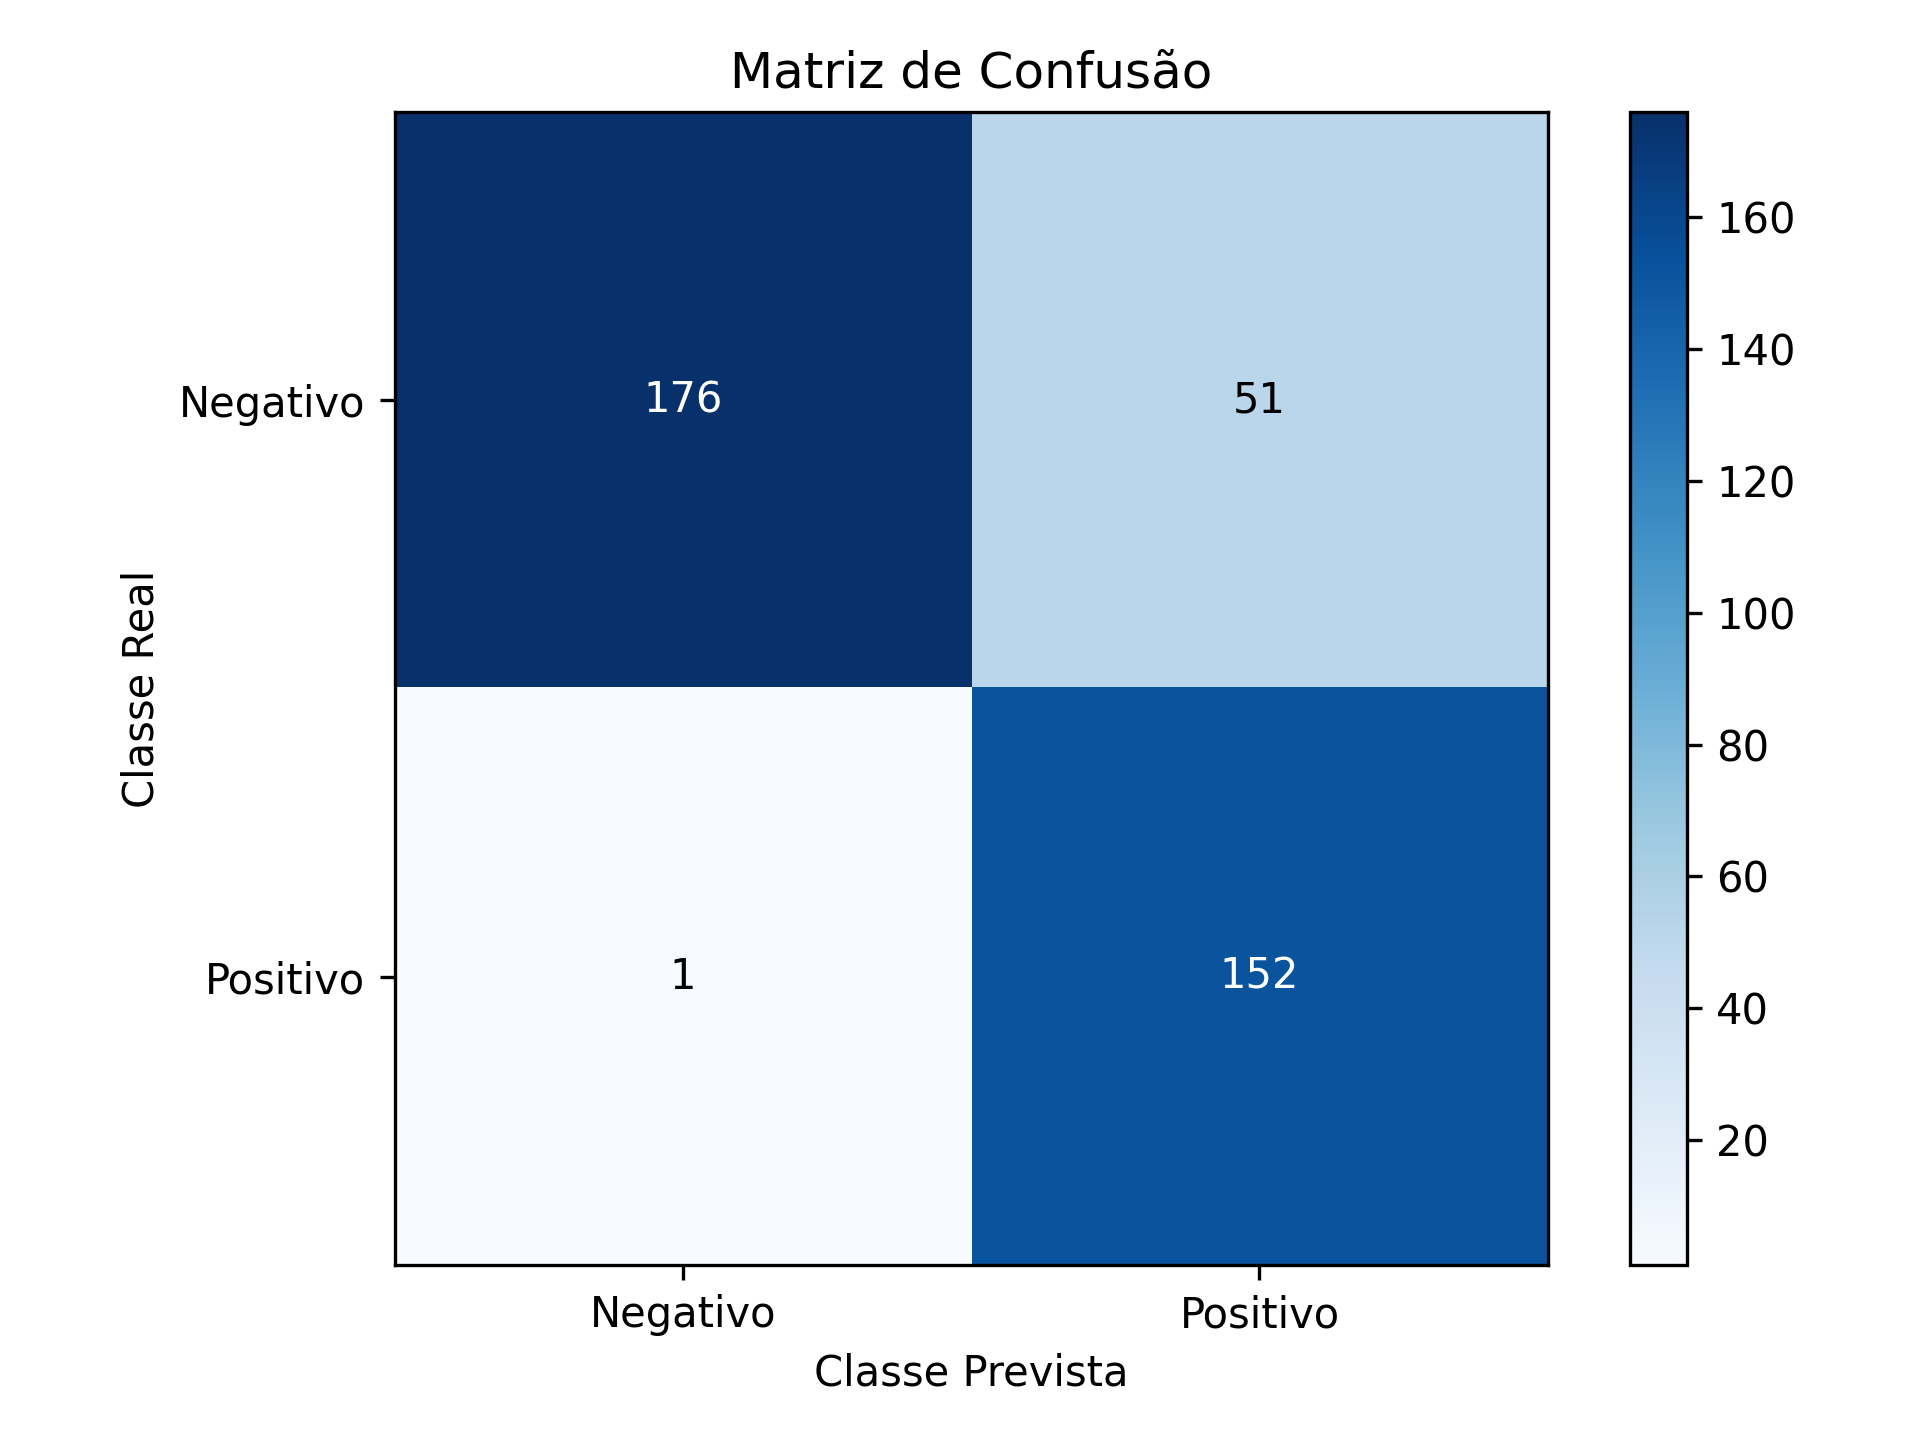 Matriz de Confusão
Classe Real
Negativo
176
51
Positivo
1
152
Negativo
Positivo
Classe Prevista
160
140
120
100
80
60
40
20